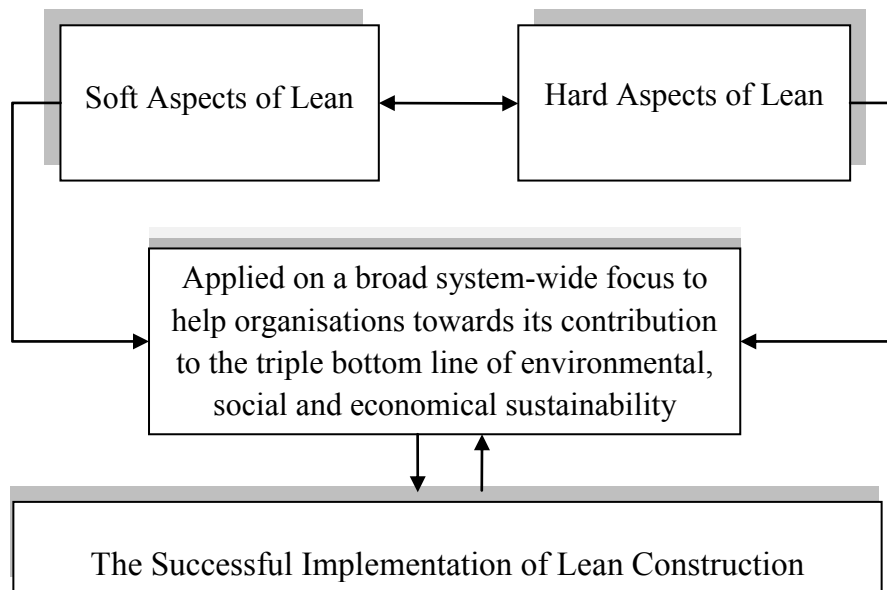 Soft Aspects of Lean
Hard Aspects of Lean
Applied on a broad system-wide focus to
help organisations towards its contribution
to the triple bottom line of environmental,
social and economical sustainability
The Successful Implementation of Lean Construction